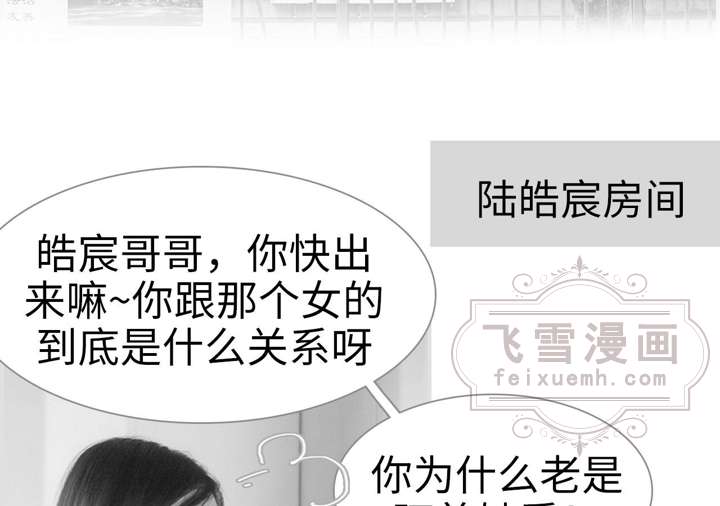 陆皓宸房间
皓宸哥哥，你快出
来嘛~你跟那个女的
到底是什么关系呀
飞雪漫画
feixuemh.com
你为什么老是